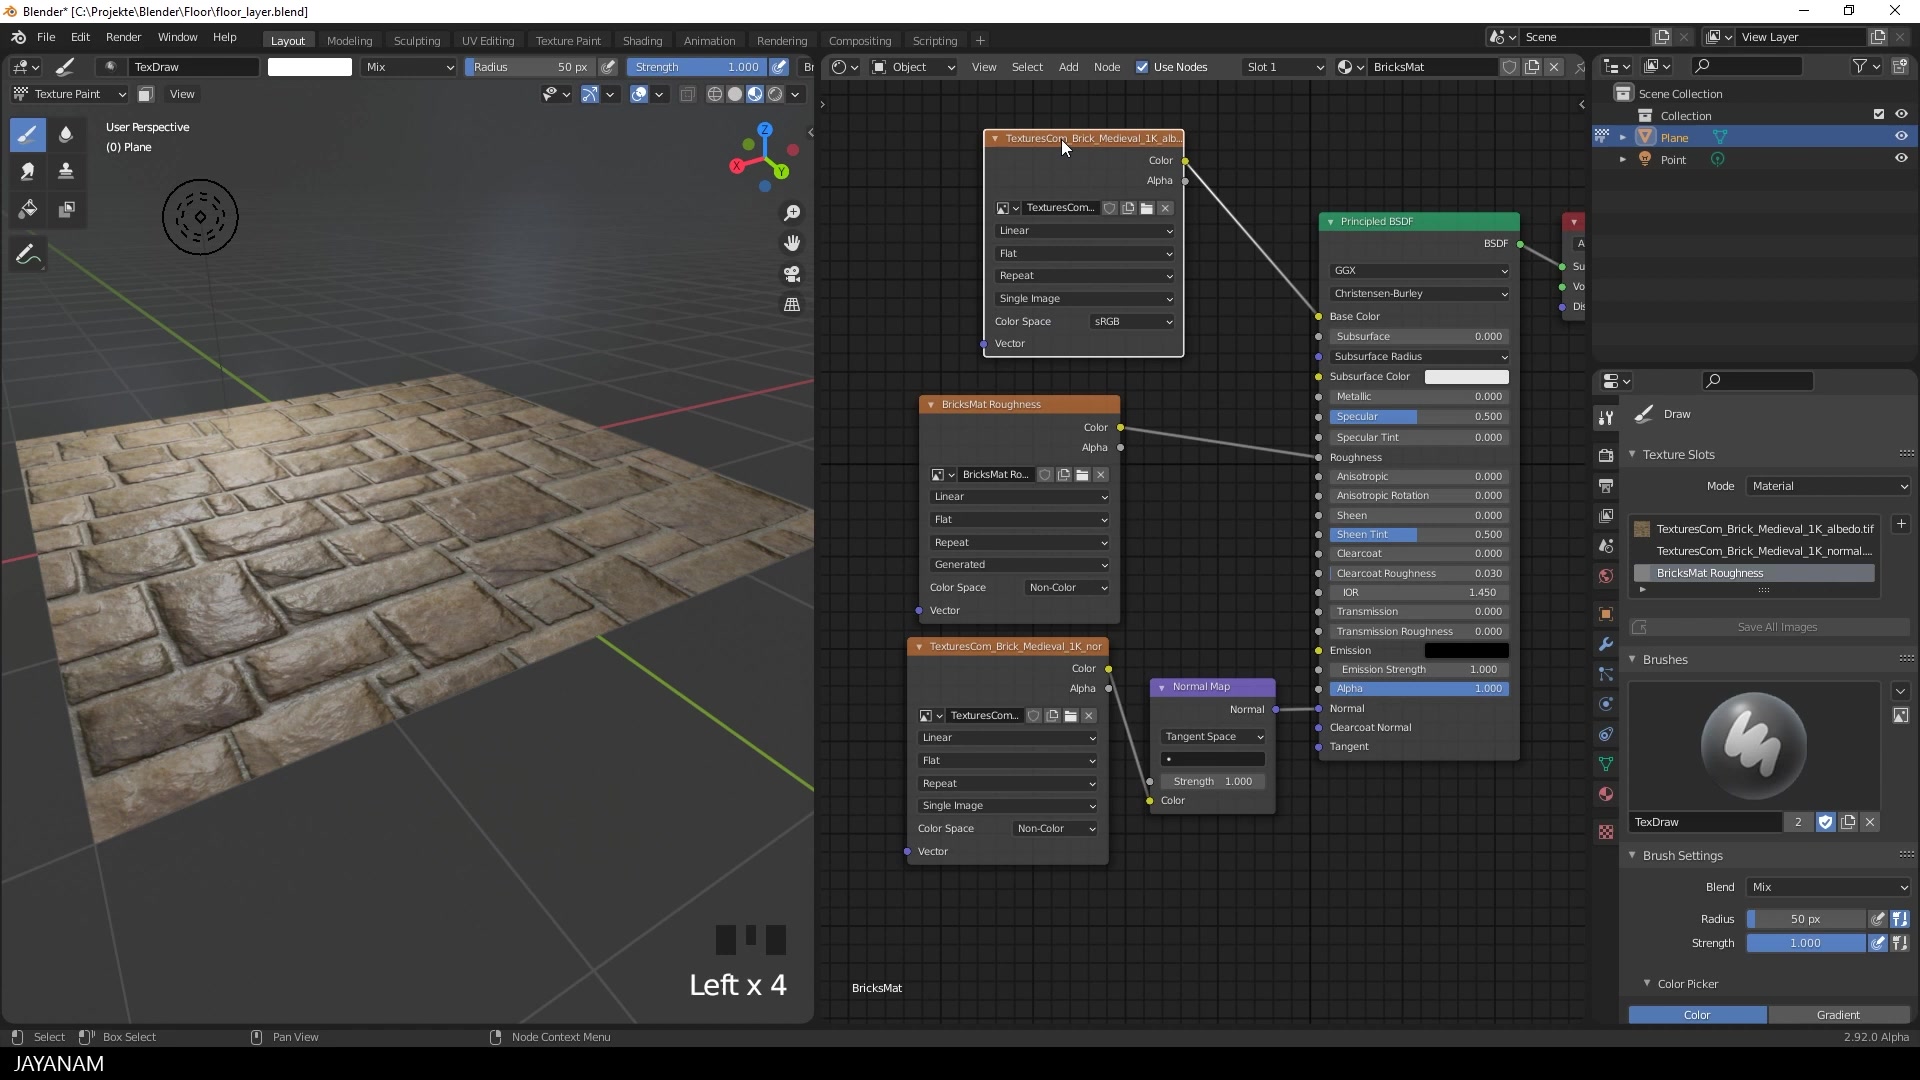 Blender* [C:\Projekte\Blender\Floor\floor_layer.blend]
File Edit Render Window Help Layout Modeling Sculpting UV Editing Texture Paint Shading Animation Rendering Compositing Scripting + Scene View Layer
TexDraw Mix Radius 50 px Strength 1.000 Br Object View Select Add Node Use Nodes Slot 1 BricksMat
Texture Paint View
User Perspective
(0) Plane
Z
X
Y
TexturesCom_Brick_Medieval_1K_alb...
Color
Alpha
TexturesCom...
Linear
Flat
Repeat
Single Image
Color Space sRGB
Vector
BricksMat Roughness
Color
Alpha
BricksMat Ro...
Linear
Flat
Repeat
Generated
Color Space Non-Color
Vector
TexturesCom_Brick_Medieval_1K_nor
Color
Alpha
TexturesCom...
Linear
Flat
Repeat
Single Image
Color Space Non-Color
Vector
Normal Map
Normal
Tangent Space
Strength 1.000
Color
Principled BSDF
BSDF
GGX
Christensen-Burley
Base Color
Subsurface 0.000
Subsurface Radius
Subsurface Color
Metallic 0.000
Specular 0.500
Specular Tint 0.000
Roughness
Anisotropic 0.000
Anisotropic Rotation 0.000
Sheen 0.000
Sheen Tint 0.500
Clearcoat 0.000
Clearcoat Roughness 0.030
IOR 1.450
Transmission 0.000
Transmission Roughness 0.000
Emission
Emission Strength 1.000
Alpha 1.000
Normal
Clearcoat Normal
Tangent
A
Su
Vo
Dis
BricksMat
Left x 4
Scene Collection
Collection
Plane
Point
Draw
Texture Slots
Mode Material
TexturesCom_Brick_Medieval_1K_albedo.tif
TexturesCom_Brick_Medieval_1K_normal....
BricksMat Roughness
Save All Images
Brushes
TexDraw 2
Brush Settings
Blend Mix
Radius 50 px
Strength 1.000
Color Picker
Color Gradient
Select Box Select Pan View Node Context Menu 2.92.0 Alpha
JAYANAM